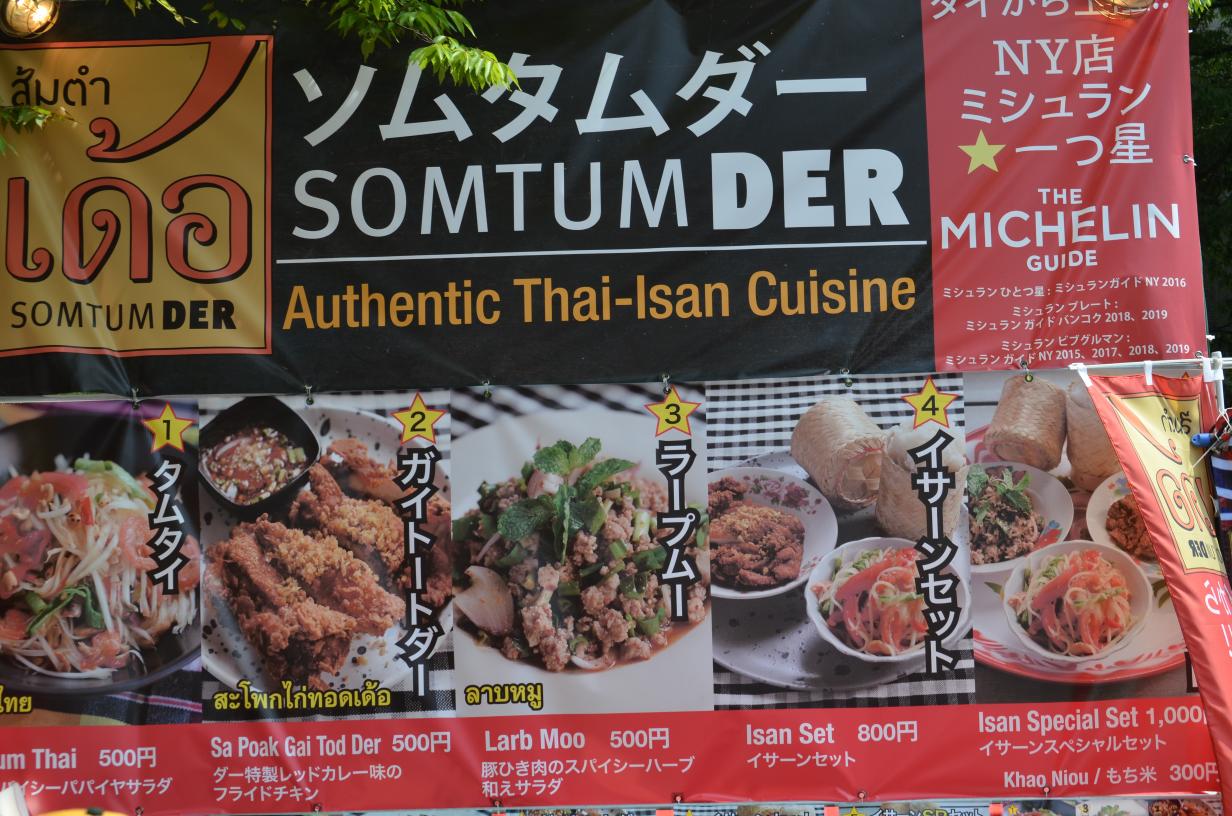 ส้มตำ
เด้อ
SOMTUM DER
ソムタムダー
SOMTUM DER
Authentic Thai-Isan Cuisine
NY店
ミシュラン
一つ星
THE
MICHELIN
GUIDE
ミシュラン ひとつ星 : ミシュランガイド NY 2016
ミシュラン プレート :
ミシュラン ガイド バンコク 2018、2019
ミシュラン ビブグルマン :
ミシュラン ガイド NY 2015、2017、2018、2019
1
タムタイ
2
ガイトートダー
3
ラープムー
4
イサーンセット
ไทย
สะโพกไก่ทอดเด้อ
ลาบหมู
um Thai 500円
パイシーパパイヤサラダ
Sa Poak Gai Tod Der 500円
ダー特製レッドカレー味の
フライドチキン
Larb Moo 500円
豚ひき肉のスパイシーハーブ
和えサラダ
Isan Set 800円
イサーンセット
Isan Special Set 1,000
イサーンスペシャルセット
Khao Niou / もち米 300円